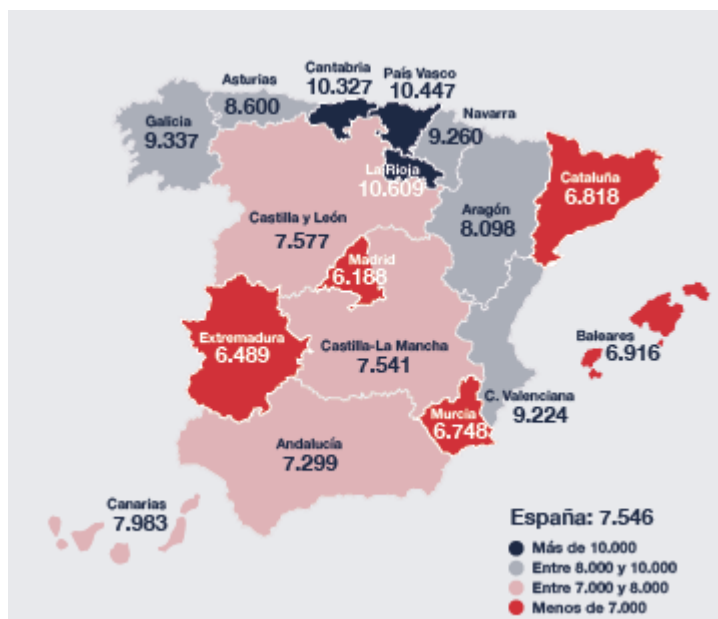 Cantabria
10.327
País Vasco
10.447
Asturias
8.600
Galicia
9.337
Navarra
9.260
La Rioja
10.609
Cataluña
6.818
Castilla y León
7.577
Aragón
8.098
Madrid
6.188
Extremadura
6.489
Castilla-La Mancha
7.541
Baleares
6.916
C. Valenciana
9.224
Murcia
6.748
Andalucía
7.299
Canarias
7.983
España: 7.546
Más de 10.000
Entre 8.000 y 10.000
Entre 7.000 y 8.000
Menos de 7.000